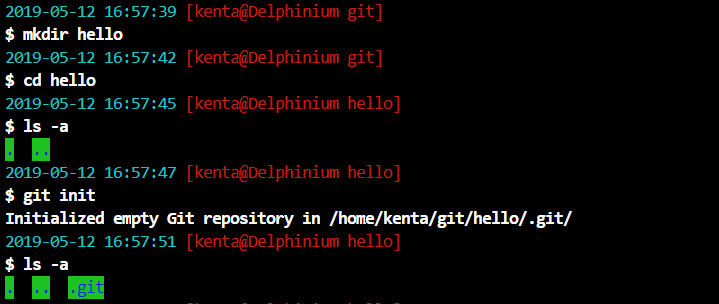 2019-05-12 16:57:39 [kenta@Delphinium git]
$ mkdir hello
2019-05-12 16:57:42 [kenta@Delphinium git]
$ cd hello
2019-05-12 16:57:45 [kenta@Delphinium hello]
$ ls -a
. ..
2019-05-12 16:57:47 [kenta@Delphinium hello]
$ git init
Initialized empty Git repository in /home/kenta/git/hello/.git/
2019-05-12 16:57:51 [kenta@Delphinium hello]
$ ls -a
. .. .git